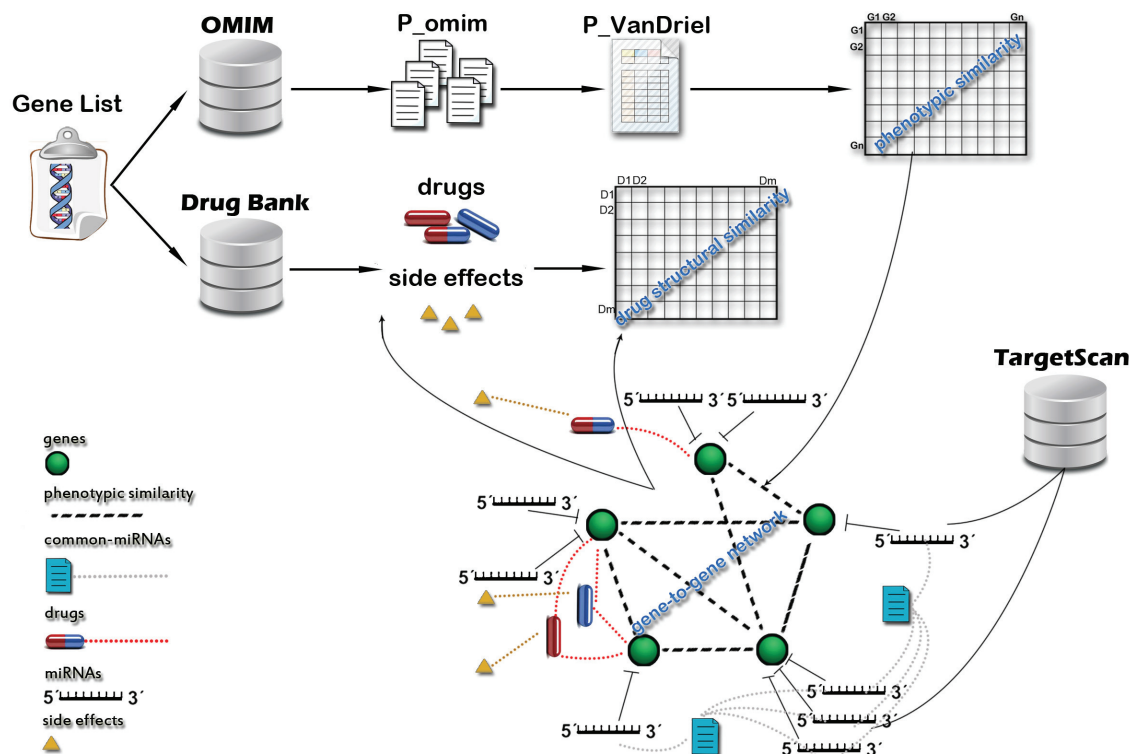 OMIM
P_omim
P_VanDriel
G1 G2
Gn
G1
G2
Gn
phenotypic similarity
Gene List
Drug Bank
drugs
side effects
D1 D2
Dm
D1
D2
Dm
drug structural similarity
TargetScan
5´ 3´
5´ 3´
5´ 3´
5´ 3´
5´ 3´
gene-to-gene network
5´ 3´
5´ 3´
5´ 3´
5´ 3´
genes
phenotypic similarity
common-miRNAs
drugs
miRNAs
5´ 3´
side effects